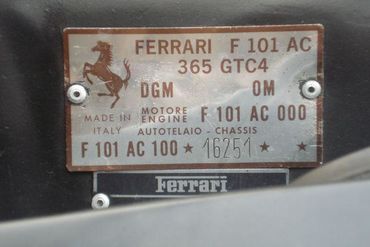 FERRARI F 101 AC
365 GTC4
DGM OM
MOTORE
ENGINE F 101 AC 000
MADE IN
ITALY AUTOTELAIO - CHASSIS
F 101 AC 100 * 16251 *
Ferrari